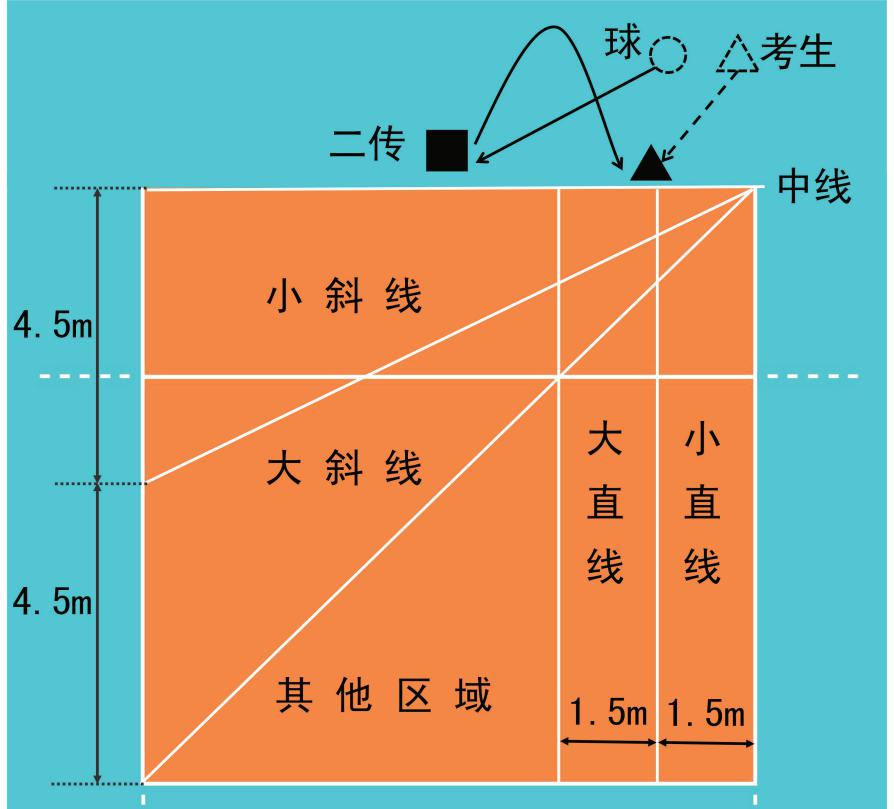 球
考生
二传
中线
小斜线
4.5m
大斜线
大直线
小直线
4.5m
其他区域
1.5m
1.5m